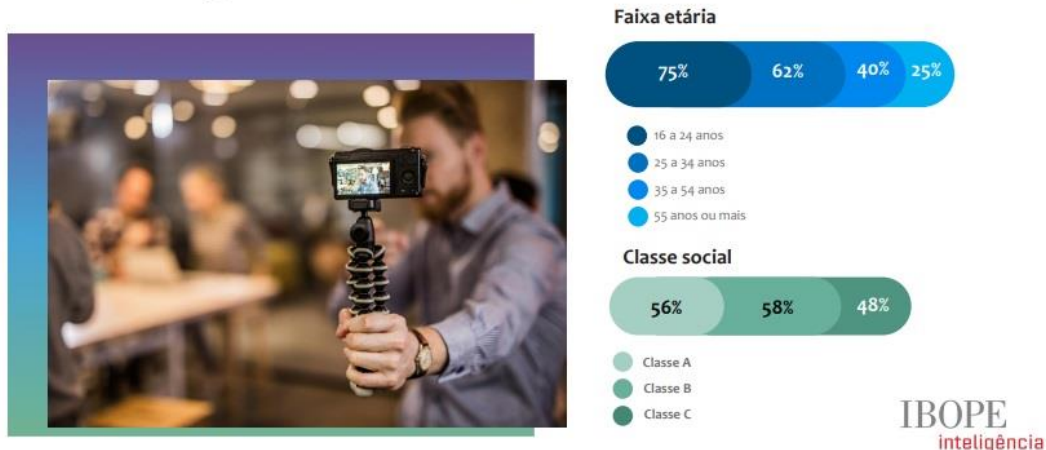 Faixa etária
75% 62% 40% 25%
16 a 24 anos
25 a 34 anos
35 a 54 anos
55 anos ou mais
Classe social
56% 58% 48%
Classe A
Classe B
Classe C
IBOPE
inteligência